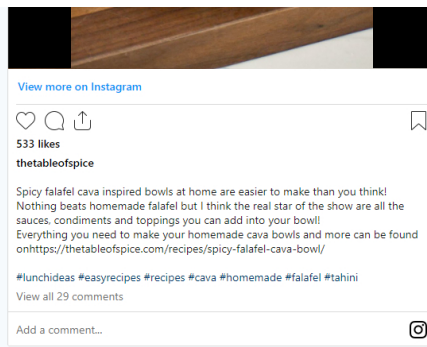 View more on Instagram
533 likes
thetableofspice
Spicy falafel cava inspired bowls at home are easier to make than you think!
Nothing beats homemade falafel but I think the real star of the show are all the
sauces, condiments and toppings you can add into your bowl!
Everything you need to make your homemade cava bowls and more can be found
onhttps://thetableofspice.com/recipes/spicy-falafel-cava-bowl/
#lunchideas #easyrecipes #recipes #cava #homemade #falafel #tahini
View all 29 comments
Add a comment...